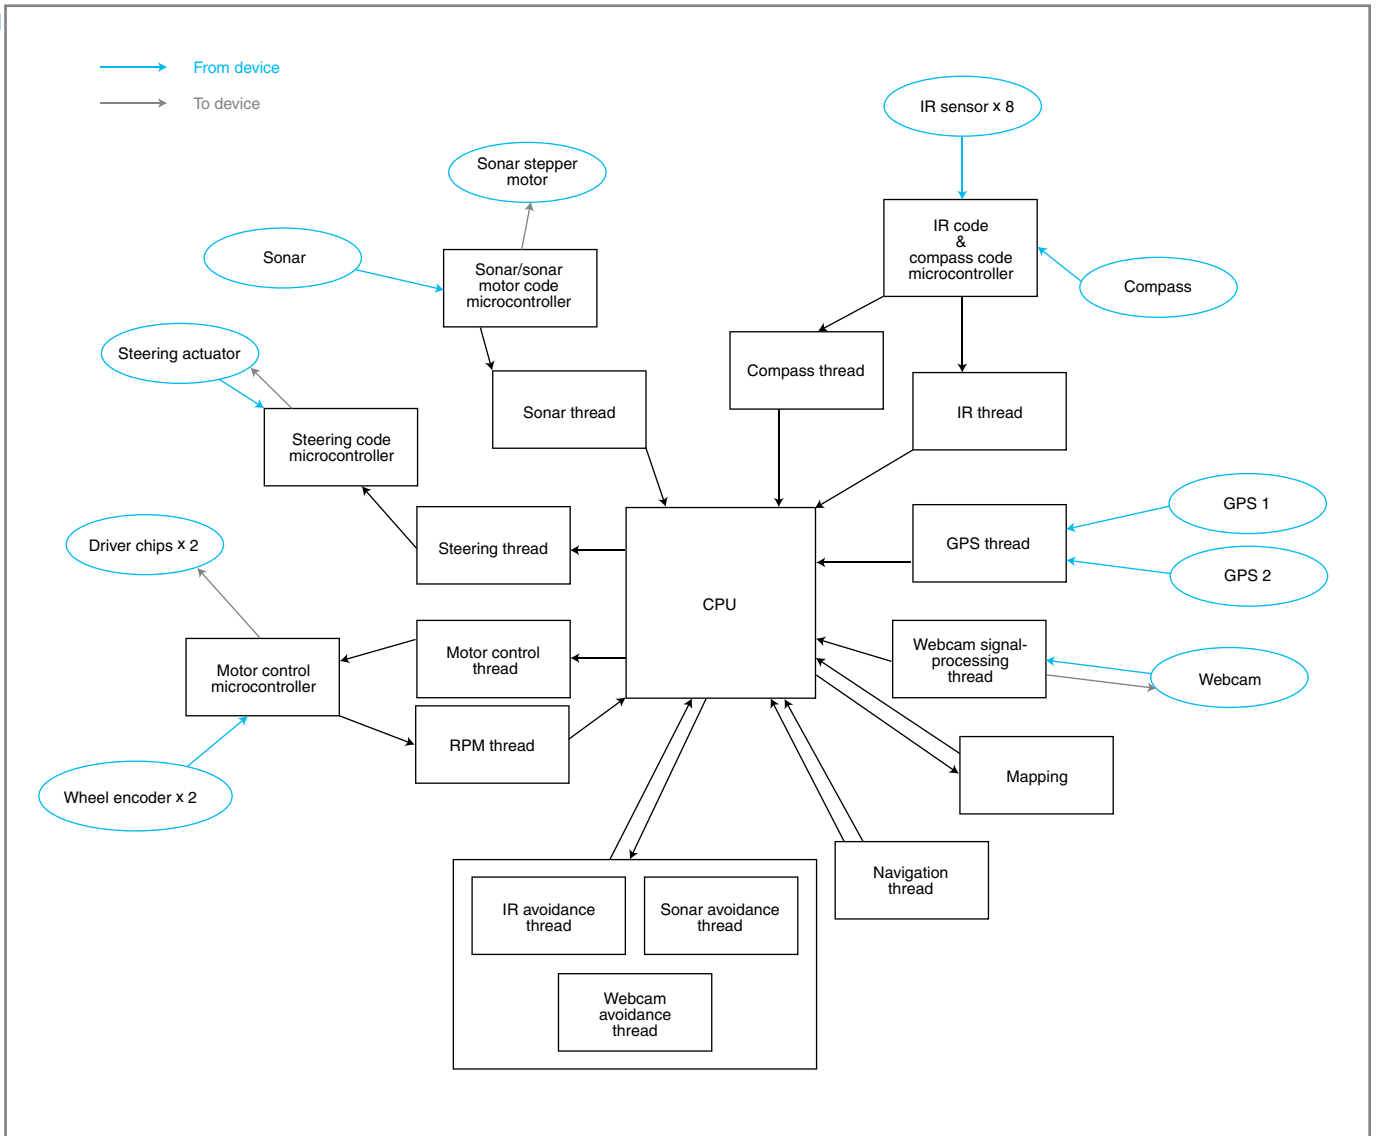 From device
To device
IR sensor x 8
Sonar stepper
motor
IR code
&
compass code
microcontroller
Sonar
Sonar/sonar
motor code
microcontroller
Compass
Steering actuator
Compass thread
Sonar thread
IR thread
Steering code
microcontroller
GPS 1
Driver chips x 2
Steering thread
GPS thread
GPS 2
CPU
Motor control
thread
Webcam signal-
processing
thread
Motor control
microcontroller
Webcam
RPM thread
Mapping
Wheel encoder x 2
Navigation
thread
IR avoidance
thread
Sonar avoidance
thread
Webcam
avoidance
thread